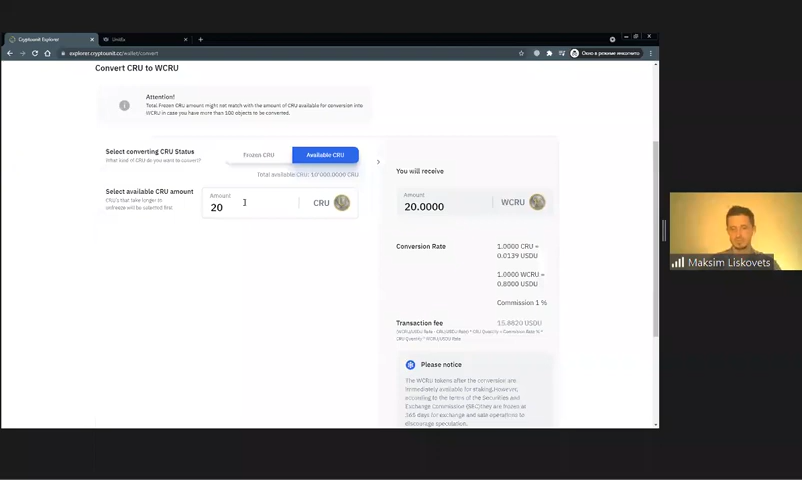 Cryptounit Explorer
Umilla
Окно в режиме инкогнито
explorer.cryptounit.cc/wallet/convert
Convert CRU to WCRU
Attention!
Total Frozen CRU amount might not match with the amount of CRU available for conversion into
WCRU in case you have more than 100 objects to be converted.
Select converting CRU Status
What kind of CRU do you want to convert?
Frozen CRU
Available CRU
Total available CRU: 10'000.0000 CRU
Select available CRU amount
CRU's that take longer to
unfreeze will be submitted first.
Amount
20
CRU
You will receive
Amount
20.0000
WCRU
Conversion Rate
1.0000 CRU =
0.0139 USDU
1.0000 WCRU =
0.8000 USDU
Commission 1 %
Transaction fee
15.8820 USDU
Please notice
The WCRU tokens after the conversion are
immediately available for staking.However,
according to the terms of the Securities and
Exchange Commission (SEC)they are frozen at
365 days for exchange and sale operations to
discourage speculation.
Maksim Liskovets